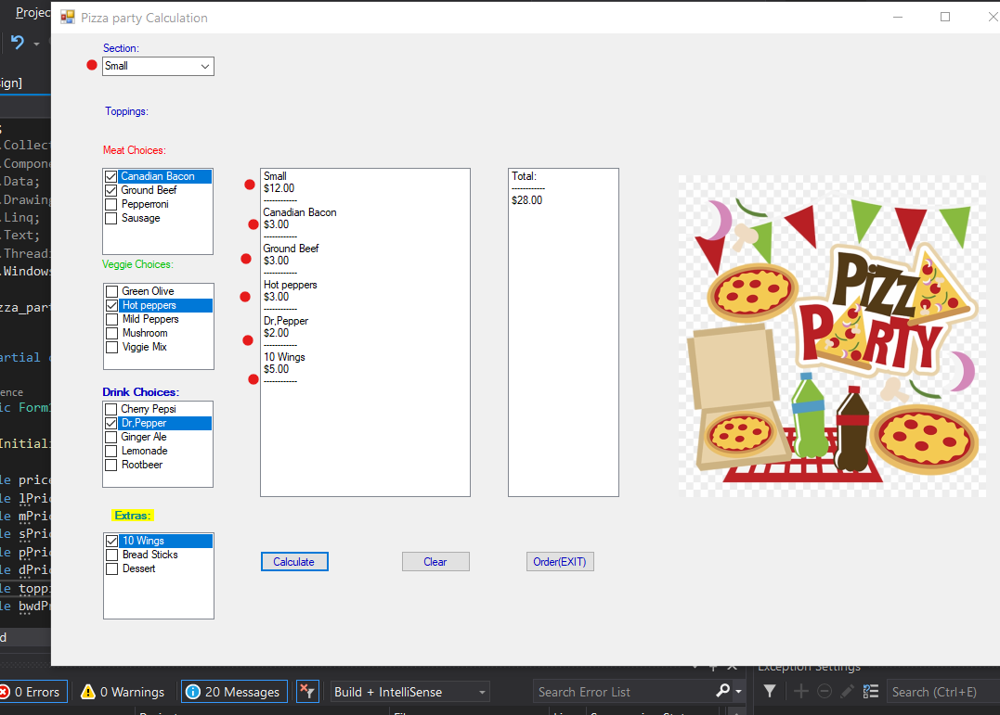 Projec
Pizza party Calculation
Section:
Small
ign]
Toppings:
.Collect
Meat Choices:
.Compone
Canadian Bacon
.Data;
Ground Beef
.Drawing
Pepperroni
.Linq;
Sausage
.Text;
.Threadi
.Windows
Veggie Choices:
Green Olive
Hot peppers
Mild Peppers
Mushroom
Viggie Mix
zza_part
artial c
erence
ic Form1
Initiali
Drink Choices:
Cherry Pepsi
Dr,Pepper
Ginger Ale
Lemonade
Rootbeer
le price
le lPric
le mPric
le sPric
le pPric
le dPric
le toppi
le bwdPr
d
Extras:
10 Wings
Bread Sticks
Dessert
Small
$12.00
------------
Canadian Bacon
$3.00
------------
Ground Beef
$3.00
------------
Hot peppers
$3.00
------------
Dr,Pepper
$2.00
------------
10 Wings
$5.00
------------
Total:
------------
$28.00
PiZZ
PARTY
Calculate
Clear
Order(EXIT)
Exception Settings
0 Errors
0 Warnings
20 Messages
Build + IntelliSense
Search Error List
Search (Ctrl+E)